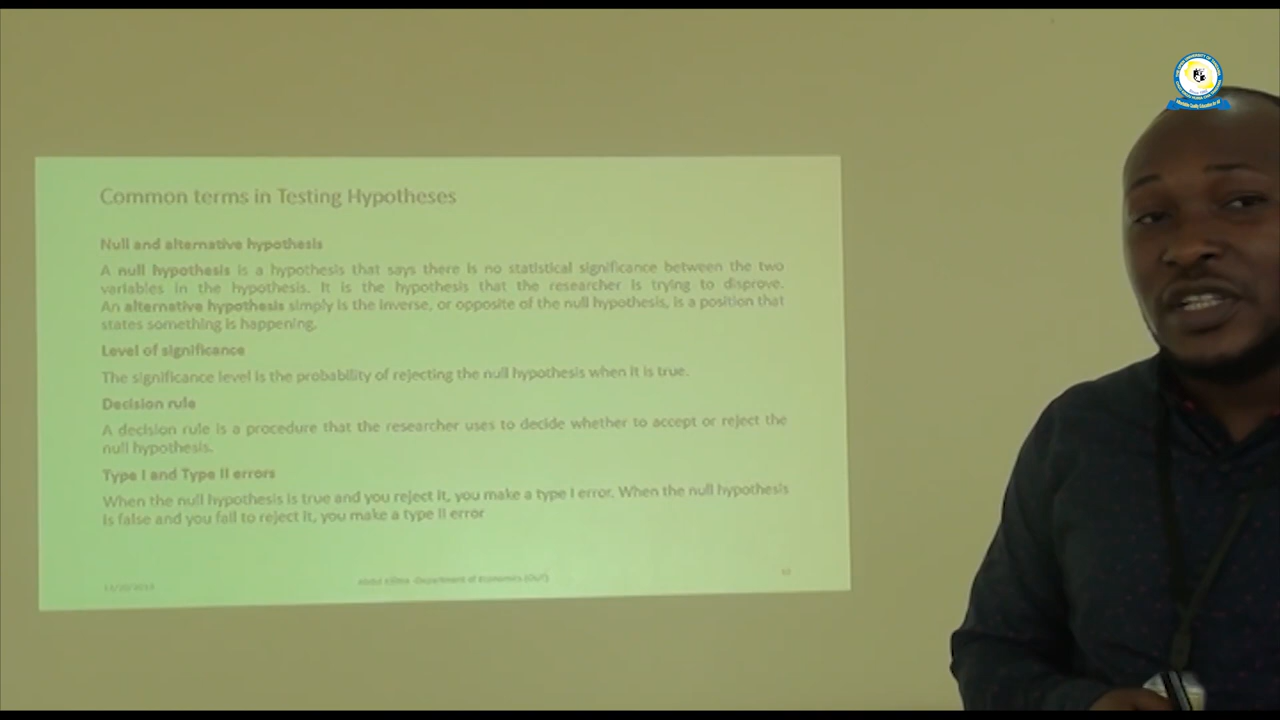 Common terms in Testing Hypotheses
Null and alternative hypothesis
A null hypothesis is a hypothesis that says there is no statistical significance between the two
variables in the hypothesis. It is the hypothesis that the researcher is trying to disprove.
An alternative hypothesis simply is the inverse, or opposite of the null hypothesis, is a position that
states something is happening.
Level of significance
The significance level is the probability of rejecting the null hypothesis when it is true.
Decision rule
A decision rule is a procedure that the researcher uses to decide whether to accept or reject the
null hypothesis.
Type I and Type II errors
When the null hypothesis is true and you reject it, you make a type I error. When the null hypothesis
is false and you fail to reject it, you make a type II error
Department of Economics (OUT)